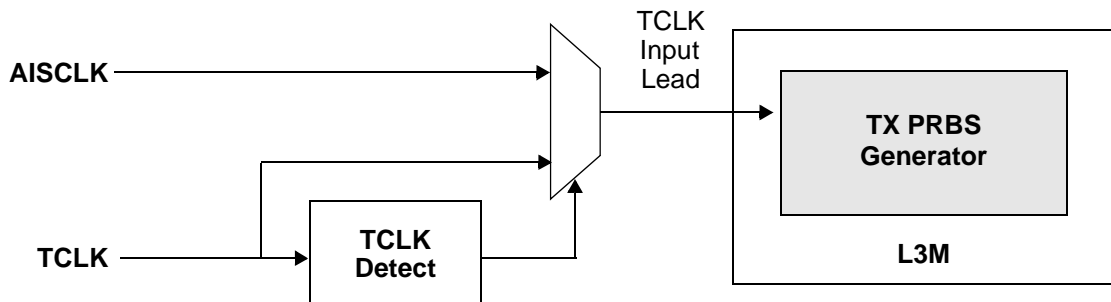 TCLK
Input
Lead
AISCLK
TX PRBS
Generator
TCLK
TCLK
Detect
L3M